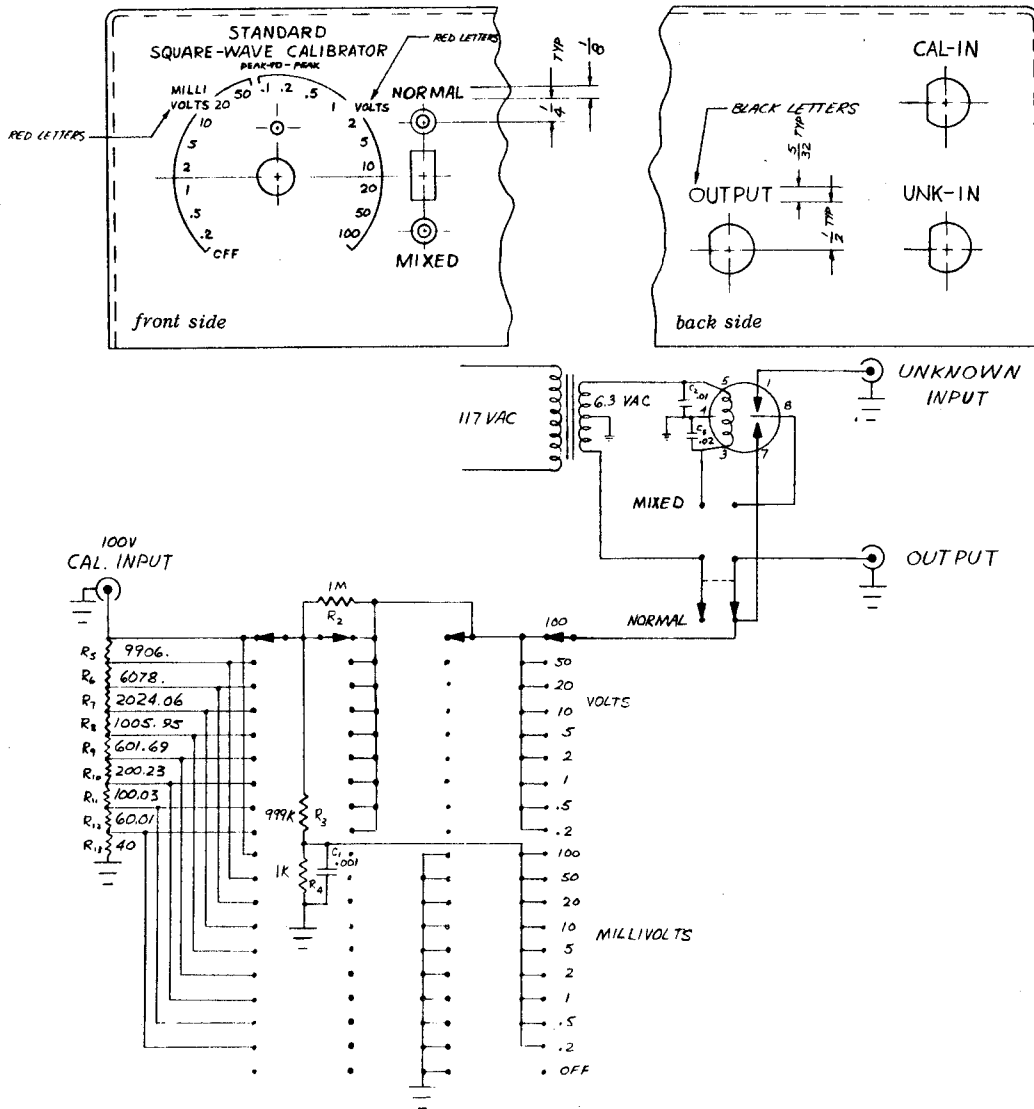 STANDARD
SQUARE-WAVE CALIBRATOR
PEAK-TO-PEAK
RED LETTERS
MILLI
VOLTS
VOLTS
RED LETTERS
OFF
.2
.5
1
2
5
10
20
50
.1
.2
.5
1
2
5
10
20
50
100
NORMAL
MIXED
TYP
1/8
1/4
front side
CAL-IN
BLACK LETTERS
5/32 TYP
OUTPUT
1/2 TYP
UNK-IN
back side
117 VAC
6.3 VAC
C2 .01
.02
5
1
8
4
3
7
UNKNOWN
INPUT
MIXED
OUTPUT
NORMAL
100V
CAL. INPUT
1M
R2
R5 9906.
R6 6078.
R7 2024.06
R8 1005.95
R9 601.69
R10 200.23
R11 100.03
R12 60.01
R13 40
999K R3
1K R4
C1 .001
100
50
20
10
5
2
1
.5
.2
VOLTS
100
50
20
10
5
2
1
.5
.2
OFF
MILLIVOLTS